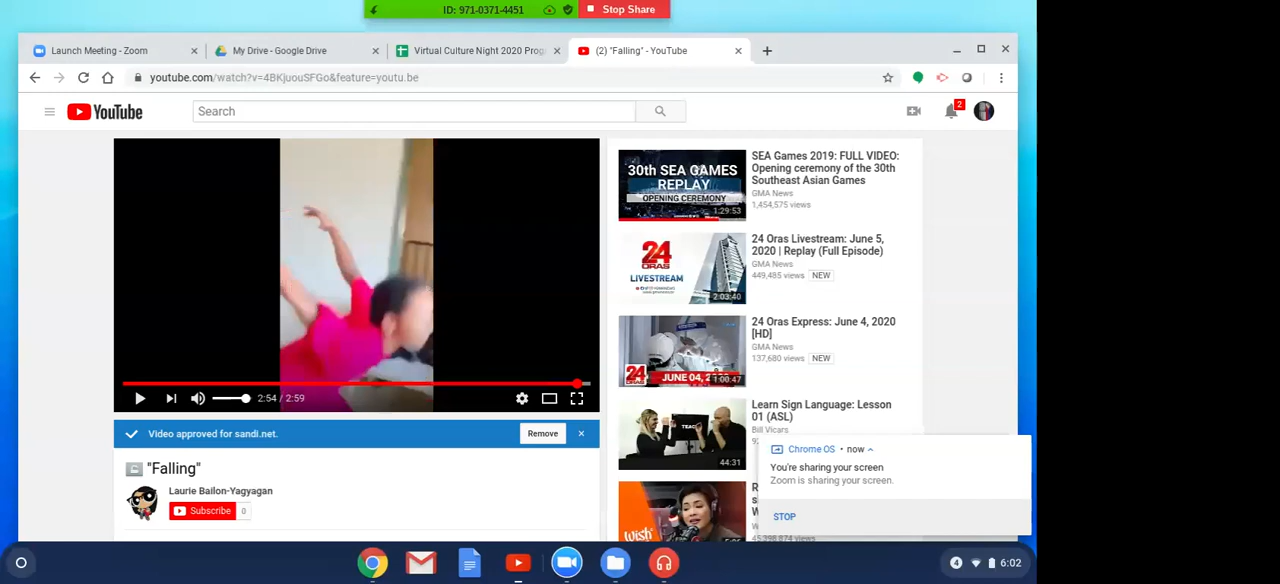 ID: 971-0371-4451
Stop Share
Launch Meeting - Zoom
My Drive - Google Drive
Virtual Culture Night 2020 Prog
(2) "Falling" - YouTube
youtube.com/watch?v=4BKjuouSFGo&feature=youtu.be
YouTube
Search
2
30th SEA GAMES
REPLAY
OPENING CEREMONY
1:29:53
SEA Games 2019: FULL VIDEO:
Opening ceremony of the 30th
Southeast Asian Games
GMA News
1,454,575 views
24
ORAS
LIVESTREAM
2:03:40
24 Oras Livestream: June 5,
2020 | Replay (Full Episode)
GMA News
449,485 views NEW
24
ORAS
JUNE 04, 2
1:00:47
24 Oras Express: June 4, 2020
[HD]
GMA News
137,680 views NEW
2:54 / 2:59
TEAC
44:31
Learn Sign Language: Lesson
01 (ASL)
Bill Vicars
Video approved for sandi.net.
Remove
"Falling"
Laurie Bailon-Yagyagan
Subscribe 0
Wish
45,398,874 views
Chrome OS • now
You're sharing your screen
Zoom is sharing your screen.
STOP
4
6:02